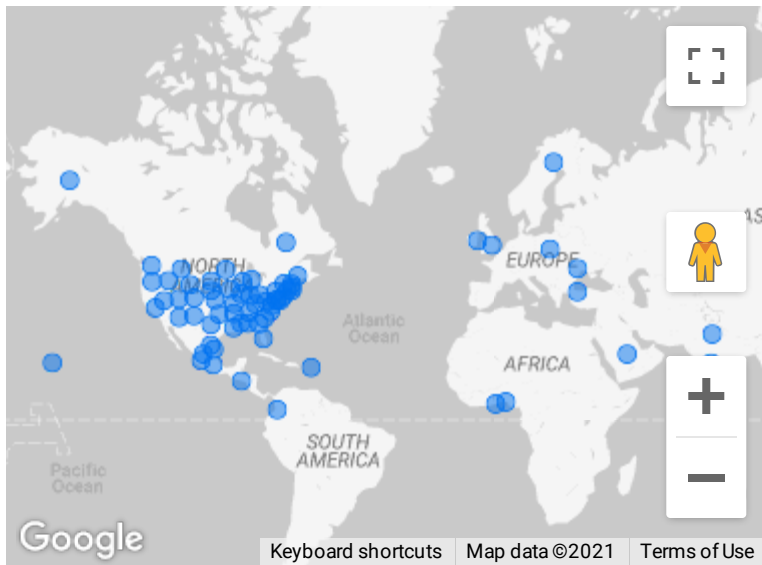 NORTH
AMERICA
EUROPE
AS
Atlantic
Ocean
AFRICA
SOUTH
AMERICA
Pacific
Ocean
Google
Keyboard shortcuts
Map data ©2021
Terms of Use